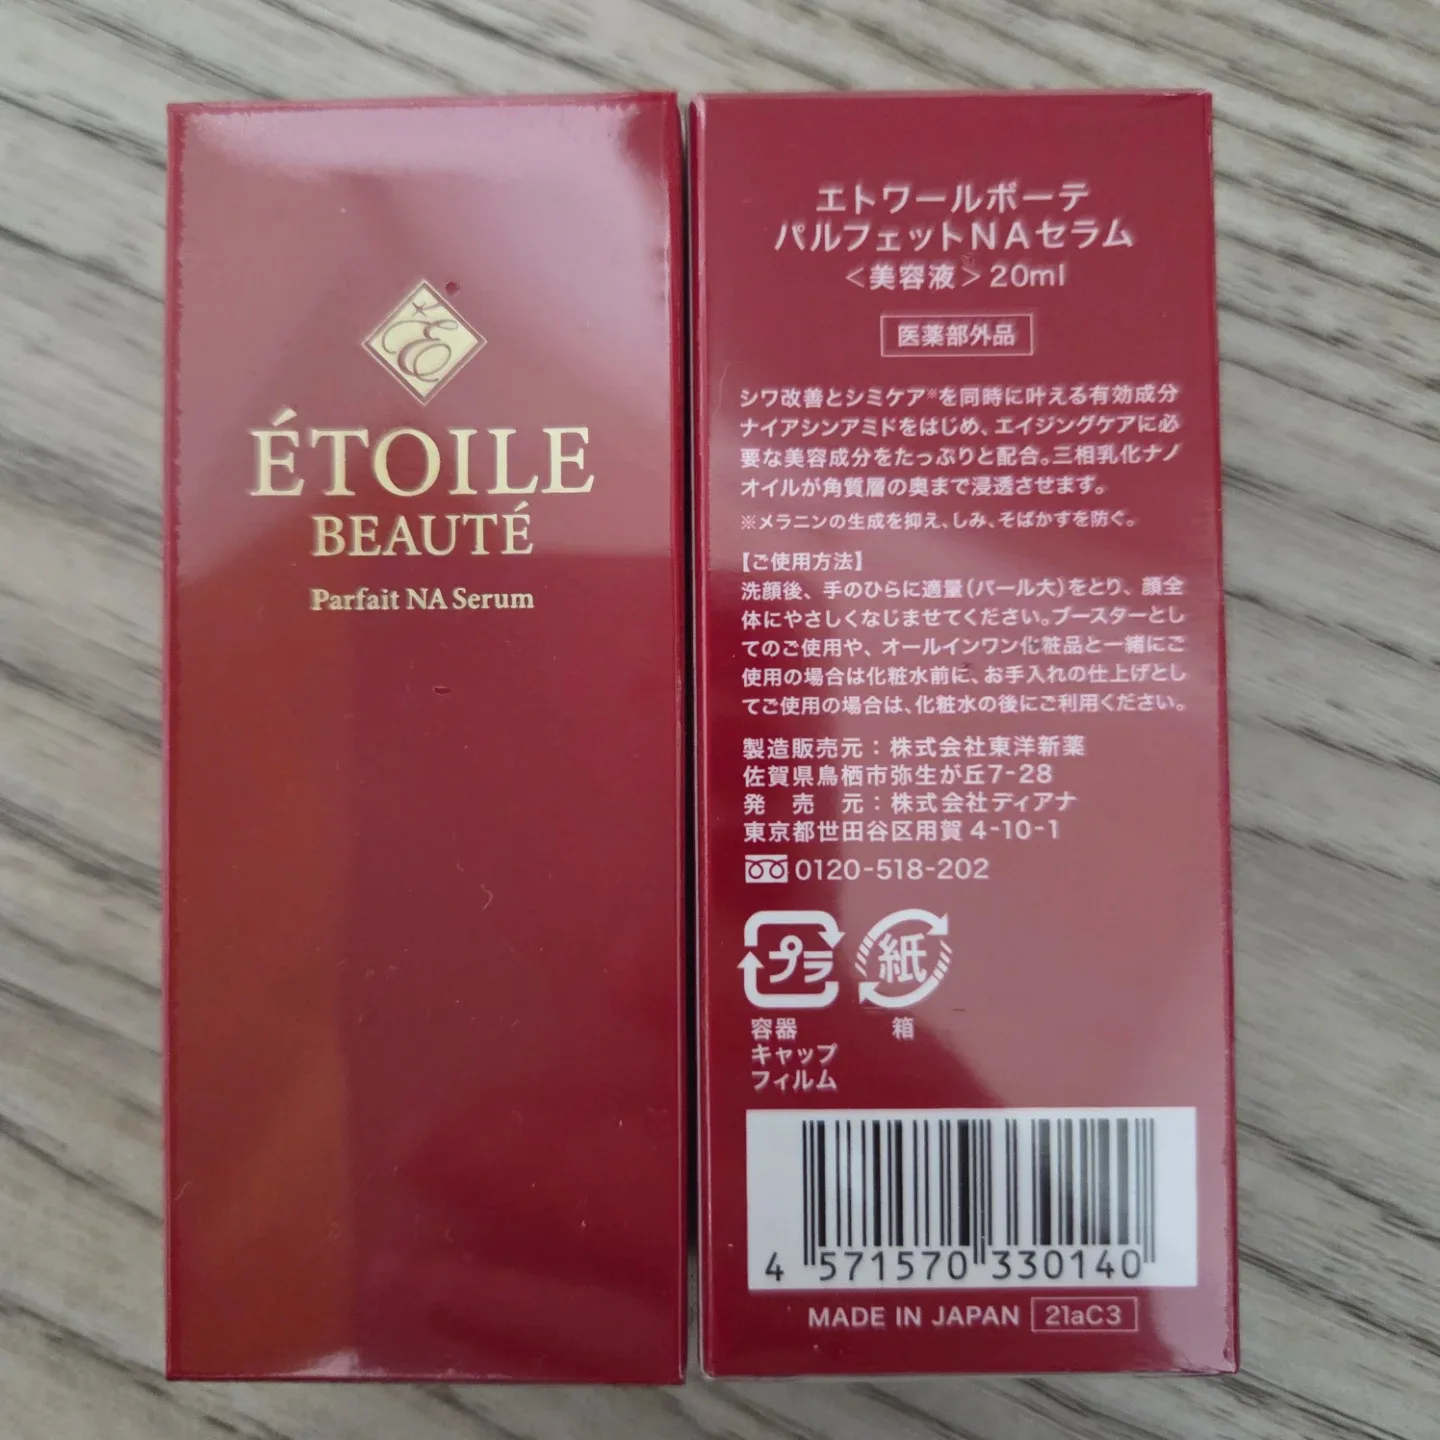 É
ÉTOILE
BEAUTÉ
Parfait NA Serum
エトワールボーテ
パルフェットNAセラム
＜美容液＞20ml
医薬部外品
シワ改善とシミケア※を同時に叶える有効成分
ナイアシンアミドをはじめ、エイジングケアに必
要な美容成分をたっぷりと配合。三相乳化ナノ
オイルが角質層の奥まで浸透させます。
※メラニンの生成を抑え、しみ、そばかすを防ぐ。
【ご使用方法】
洗顔後、手のひらに適量（パール大）をとり、顔全
体にやさしくなじませてください。ブースターとし
てのご使用や、オールインワン化粧品と一緒にご
使用の場合は化粧水前に、お手入れの仕上げとし
てご使用の場合は、化粧水の後にご利用ください。
製造販売元：株式会社東洋新薬
佐賀県鳥栖市弥生が丘7-28
発　売　元：株式会社ディアナ
東京都世田谷区用賀4-10-1
0120-518-202
プラ 紙
容器 箱
キャップ
フィルム
4 571570 330140
MADE IN JAPAN 21aC3